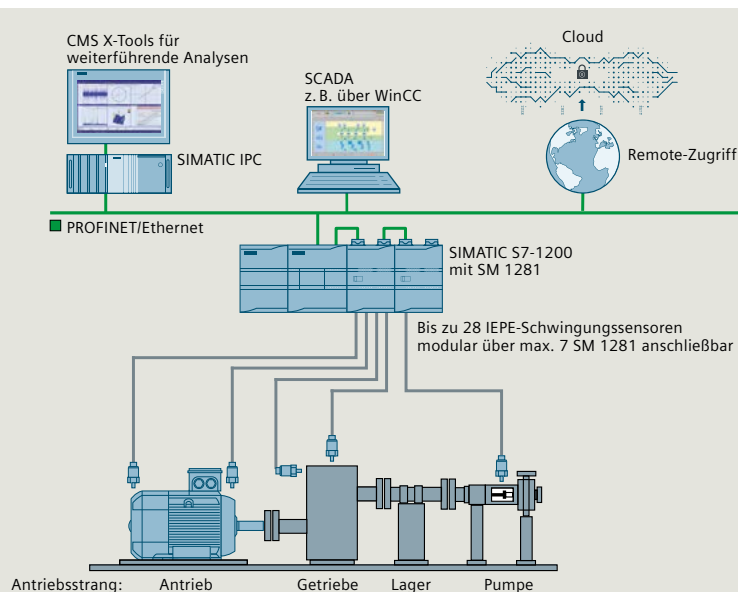 CMS X-Tools für
weiterführende Analysen
SIMATIC IPC
SCADA
z. B. über WinCC
Cloud
Remote-Zugriff
PROFINET/Ethernet
SIMATIC S7-1200
mit SM 1281
Bis zu 28 IEPE-Schwingungssensoren
modular über max. 7 SM 1281 anschließbar
Antriebsstrang: Antrieb Getriebe Lager Pumpe